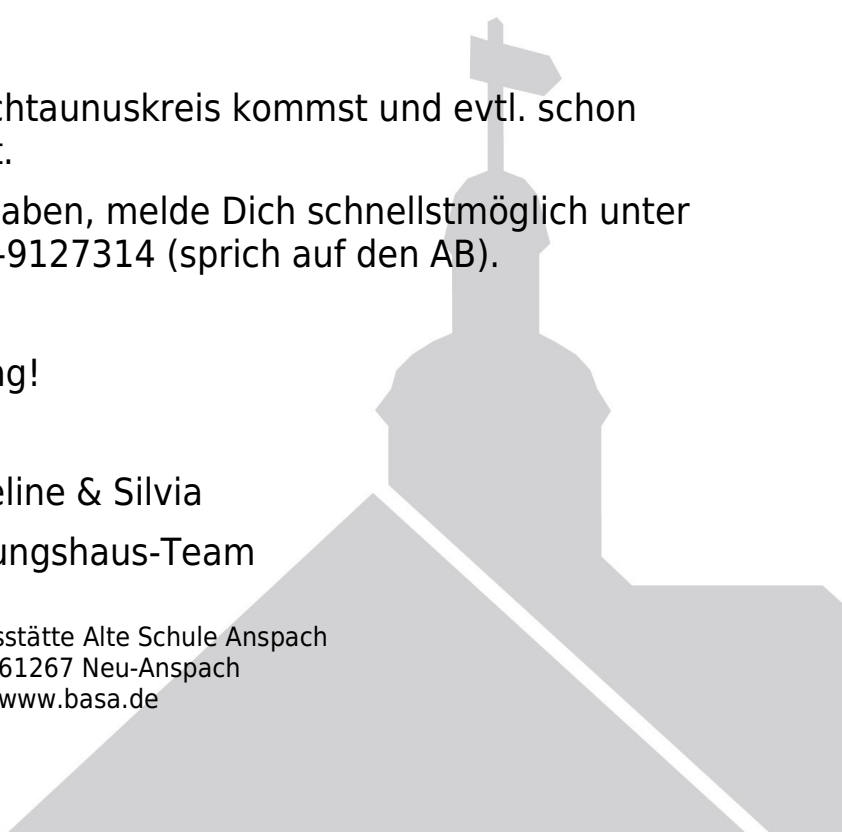 chtaunuskreis kommst und evtl. schon
t.
aben, melde Dich schnellstmöglich unter
-9127314 (sprich auf den AB).
ng!
eline & Silvia
ungshaus-Team
sstätte Alte Schule Anspach
61267 Neu-Anspach
www.basa.de